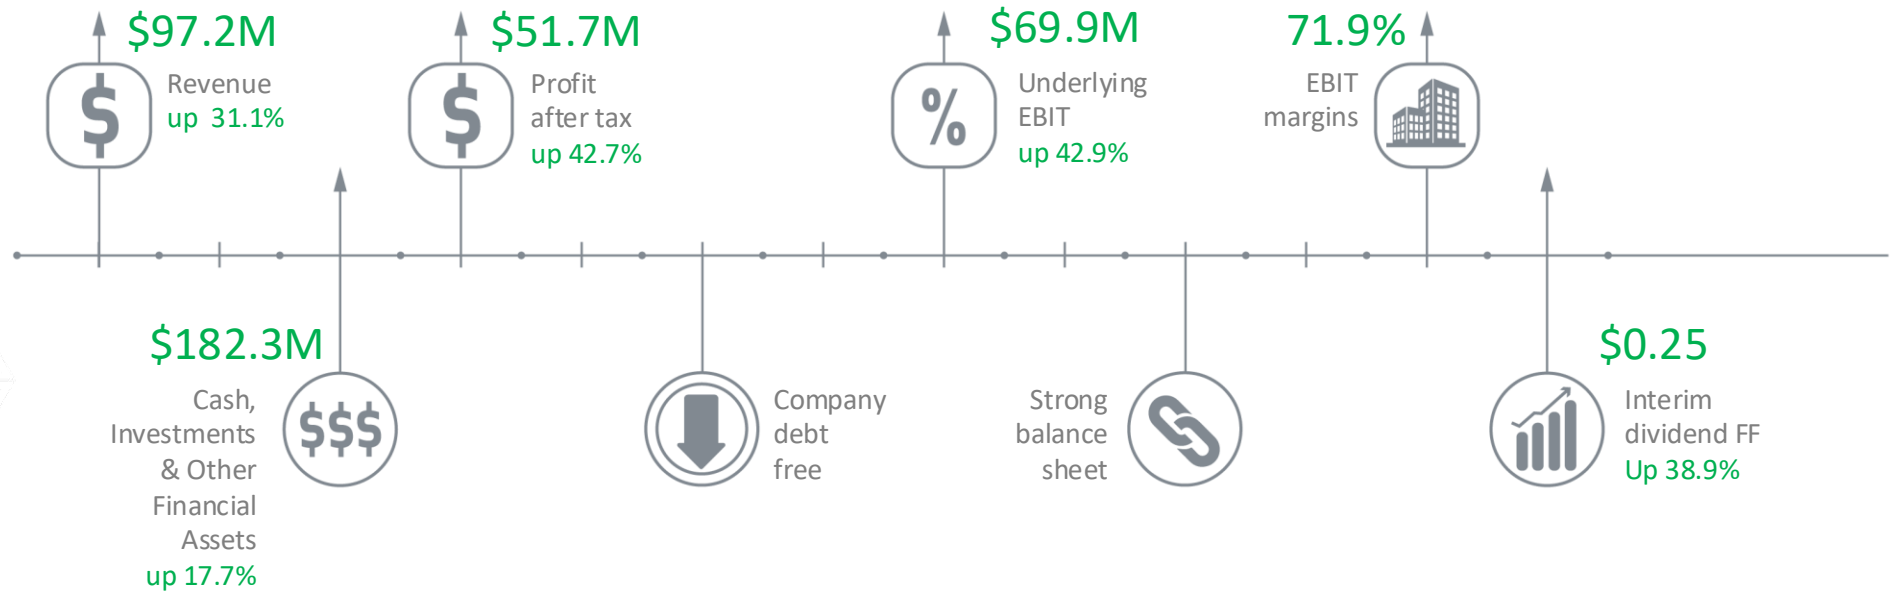 $97.2M
Revenue
up 31.1%
$
$51.7M
Profit
after tax
up 42.7%
$
$69.9M
Underlying
EBIT
up 42.9%
%
71.9%
EBIT
margins
$182.3M
Cash,
Investments
& Other
Financial
Assets
up 17.7%
$$$
Company
debt
free
Strong
balance
sheet
$0.25
Interim
dividend FF
Up 38.9%